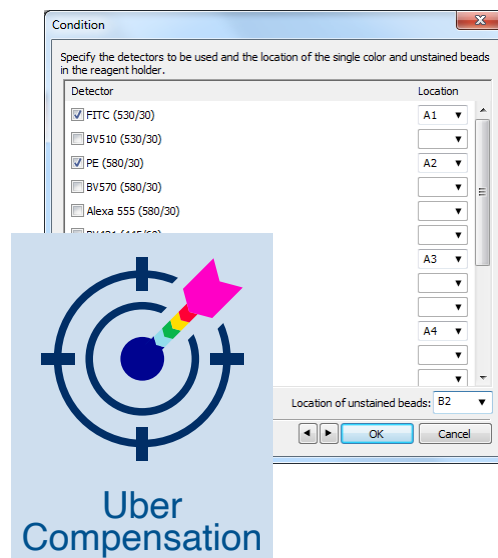 Condition
Specify the detectors to be used and the location of the single color and unstained beads
in the reagent holder.
Detector Location
FITC (530/30) A1
BV510 (530/30)
PE (580/30) A2
BV570 (580/30)
Alexa 555 (580/30)
A3
A4
Location of unstained beads: B2
OK Cancel
Uber
Compensation